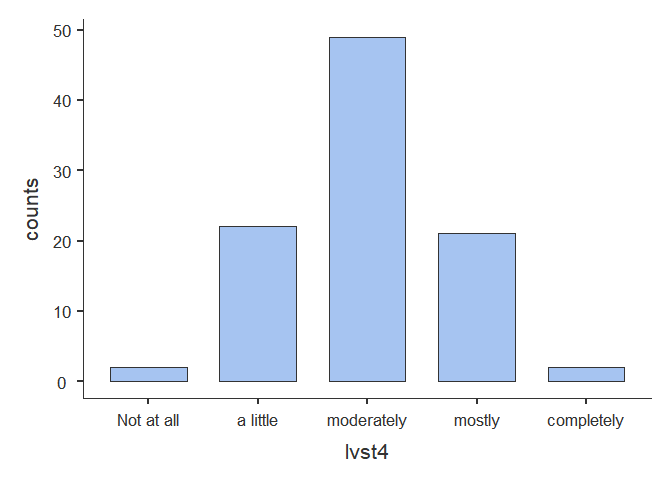 50
40
30
20
10
0
counts
Not at all
a little
moderately
mostly
completely
lvst4